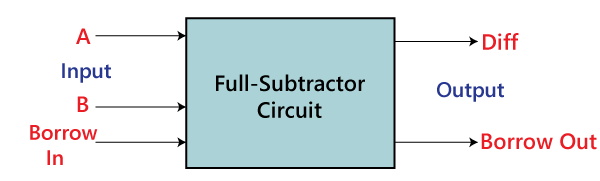 A
Input
B
Borrow
In
Full-Subtractor
Circuit
Diff
Output
Borrow Out